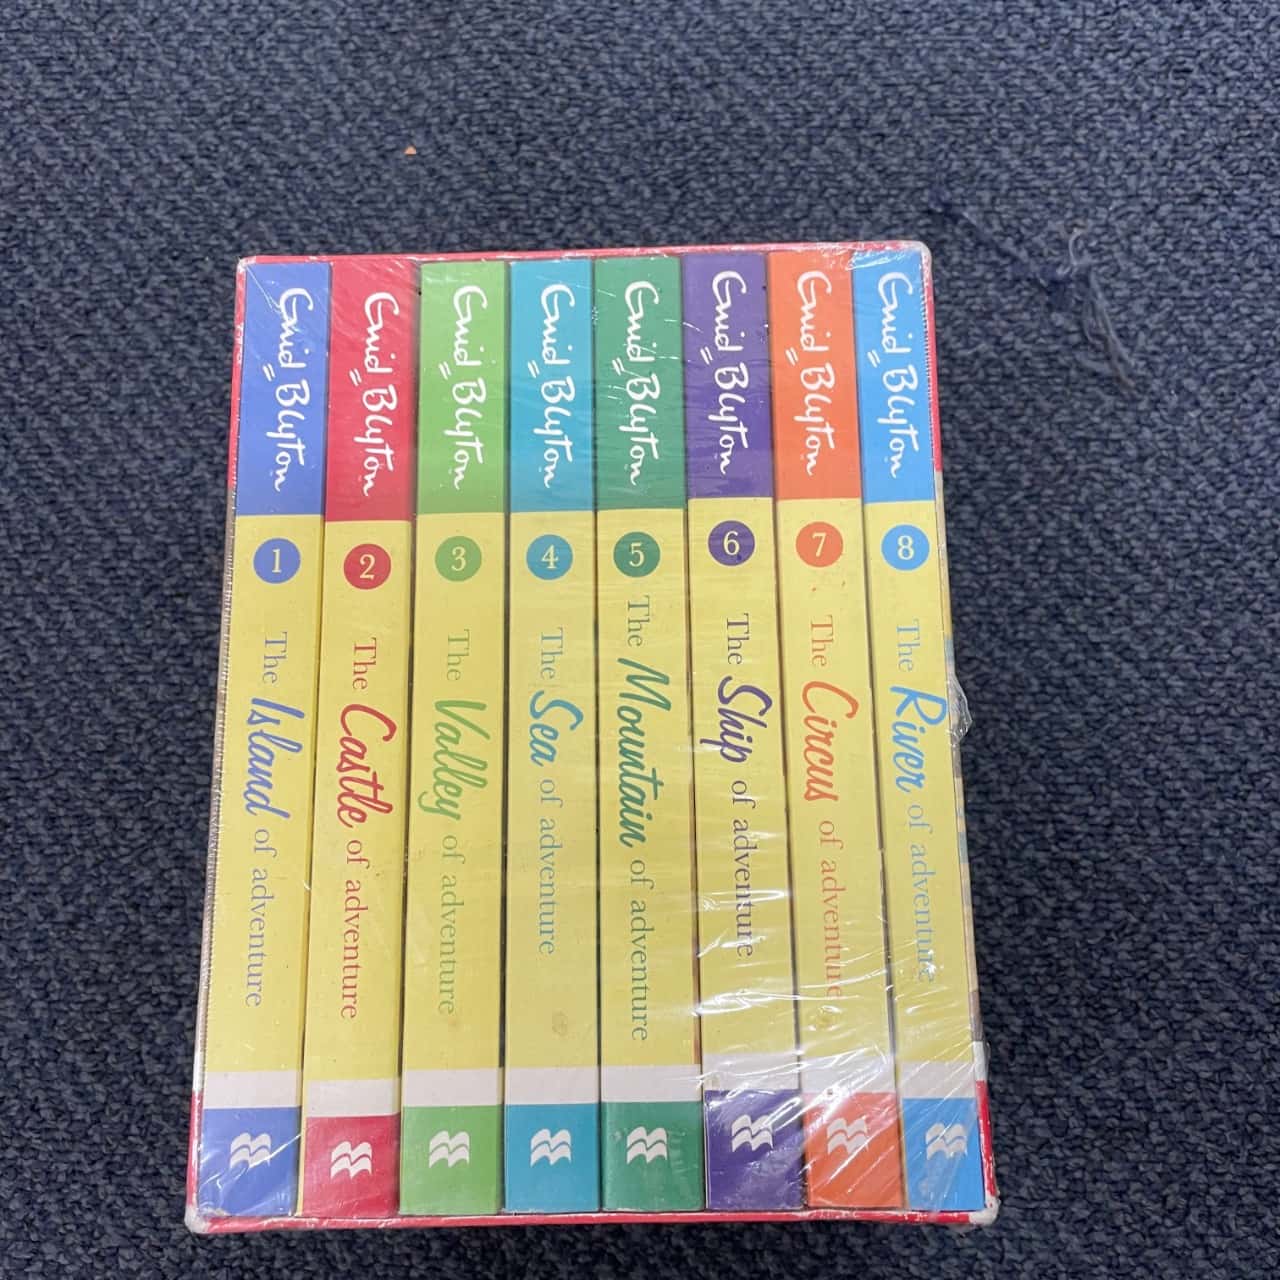 Enid Blyton
1
The Island of adventure
Enid Blyton
2
The Castle of adventure
Enid Blyton
3
The Valley of adventure
Enid Blyton
4
The Sea of adventure
Enid Blyton
5
The Mountain of adventure
Enid Blyton
6
The Ship of adventure
Enid Blyton
7
The Circus of adventure
Enid Blyton
8
The River of adventure